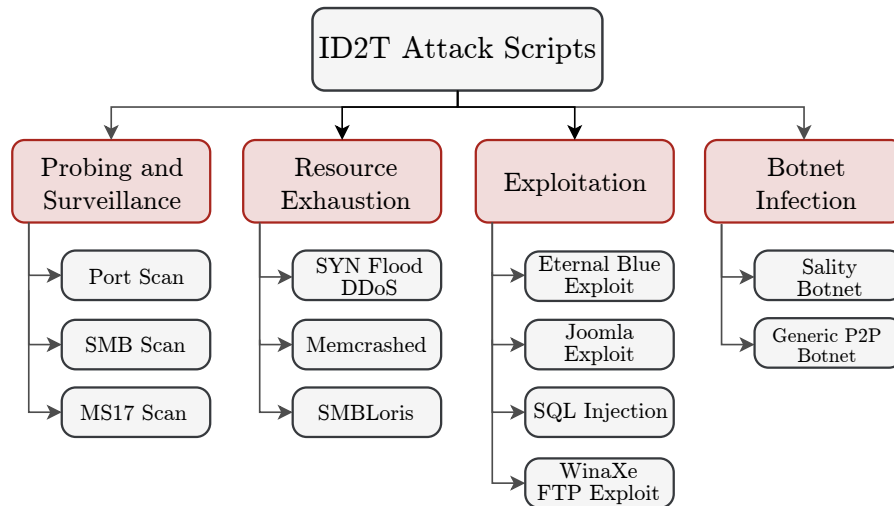 ID2T Attack Scripts
Probing and
Surveillance
Port Scan
SMB Scan
MS17 Scan
Resource
Exhaustion
SYN Flood
DDoS
Memcrashed
SMBLoris
Exploitation
Eternal Blue
Exploit
Joomla
Exploit
SQL Injection
WinaXe
FTP Exploit
Botnet
Infection
Sality
Botnet
Generic P2P
Botnet